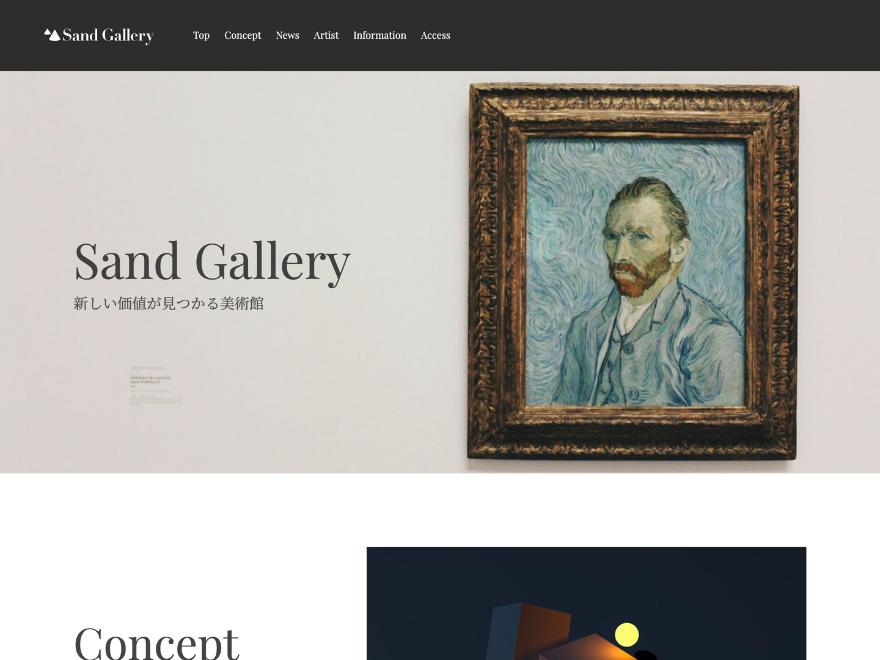 Sand Gallery
Top
Concept
News
Artist
Information
Access
Sand Gallery
新しい価値が見つかる美術館
Concept